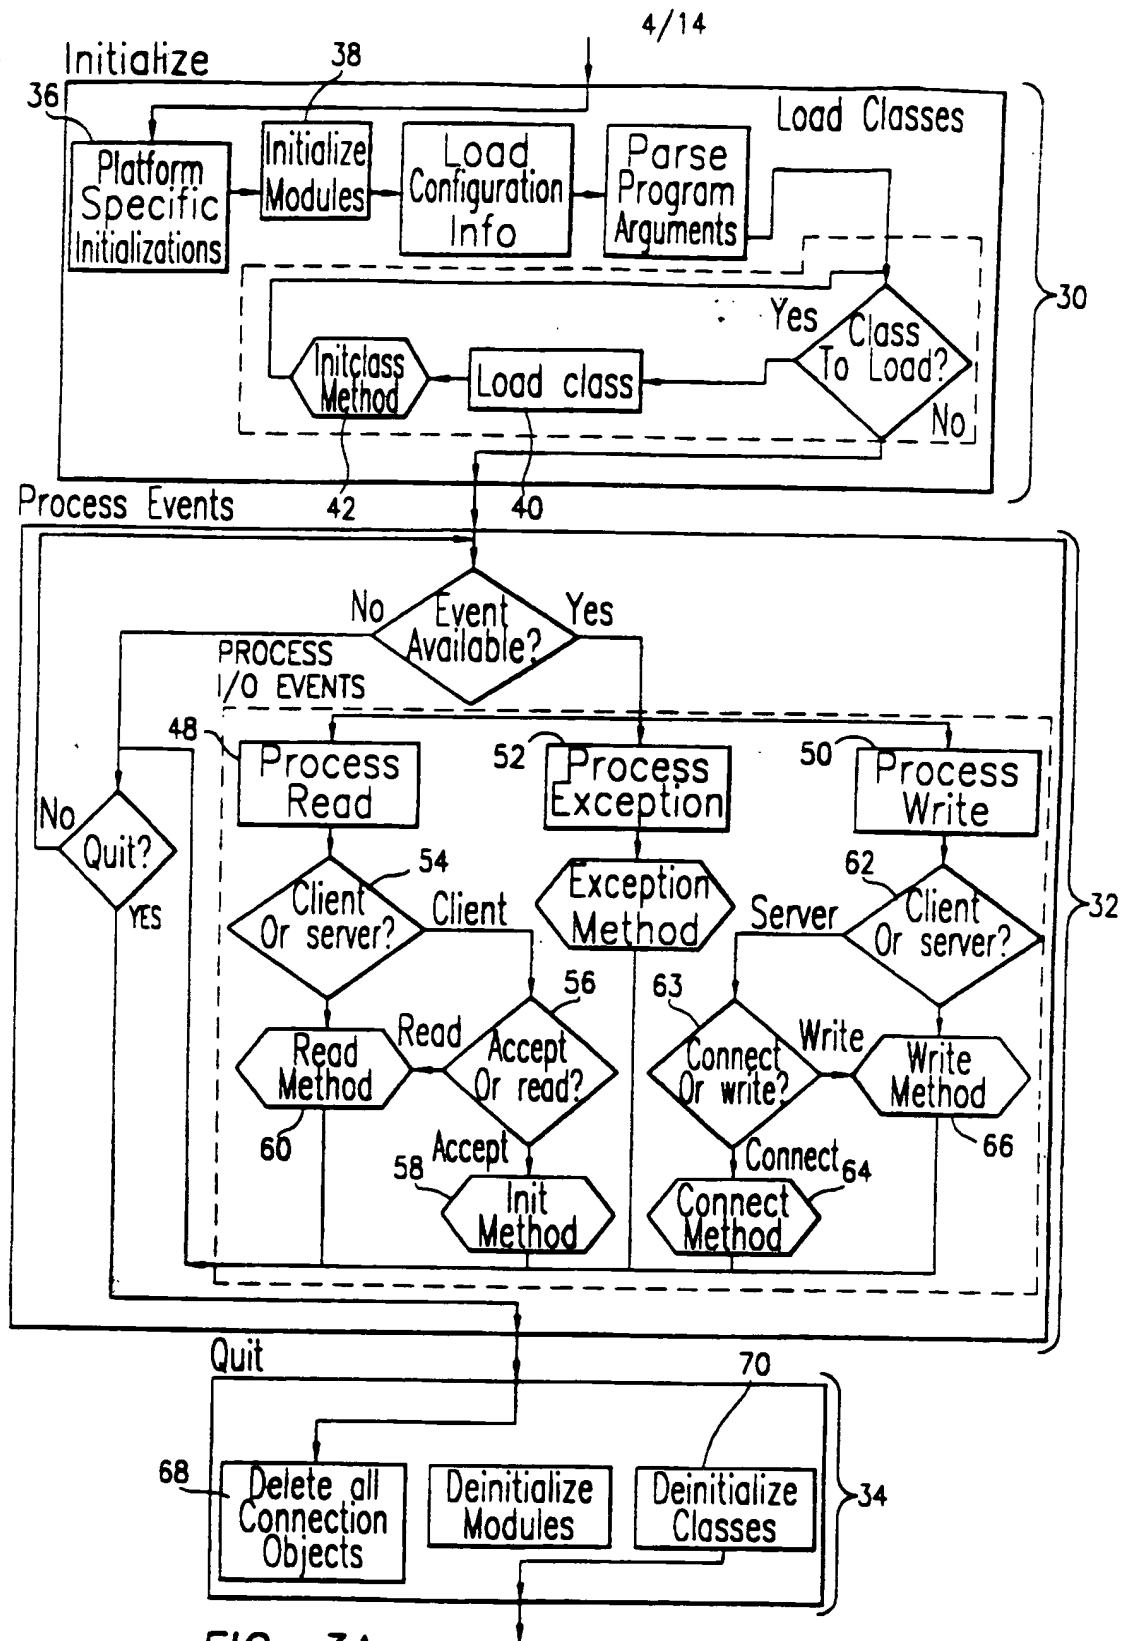 4/14
Initialize
38
36
Load Classes
Platform
Specific
Initializations
Initialize
Modules
Load
Configuration
Info
Parse
Program
Arguments
30
Yes
Class
To Load?
No
Initclass
Method
Load class
42
40
Process Events
No
Event
Available?
Yes
PROCESS
I/O EVENTS
48
Process
Read
52
Process
Exception
50
Process
Write
No
Quit?
YES
54
Client
Or server?
Client
Exception
Method
62
Server
Client
Or server?
32
56
63
Read
Method
Read
Accept
Or read?
Connect
Or write?
Write
Write
Method
60
Accept
Connect
66
58
Init
Method
Connect
Method
64
Quit
70
68
Delete all
Connection
Objects
Deinitialize
Modules
Deinitialize
Classes
34
FIG. 3A